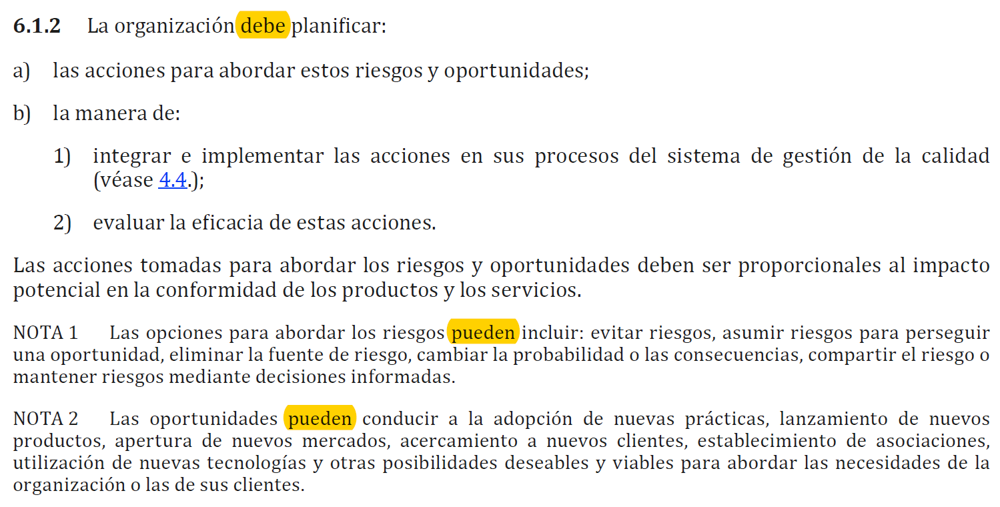 6.1.2 La organización debe planificar:
a) las acciones para abordar estos riesgos y oportunidades;
b) la manera de:
1) integrar e implementar las acciones en sus procesos del sistema de gestión de la calidad
(véase 4.4.);
2) evaluar la eficacia de estas acciones.
Las acciones tomadas para abordar los riesgos y oportunidades deben ser proporcionales al impacto
potencial en la conformidad de los productos y los servicios.
NOTA 1 Las opciones para abordar los riesgos pueden incluir: evitar riesgos, asumir riesgos para perseguir
una oportunidad, eliminar la fuente de riesgo, cambiar la probabilidad o las consecuencias, compartir el riesgo o
mantener riesgos mediante decisiones informadas.
NOTA 2 Las oportunidades pueden conducir a la adopción de nuevas prácticas, lanzamiento de nuevos
productos, apertura de nuevos mercados, acercamiento a nuevos clientes, establecimiento de asociaciones,
utilización de nuevas tecnologías y otras posibilidades deseables y viables para abordar las necesidades de la
organización o las de sus clientes.